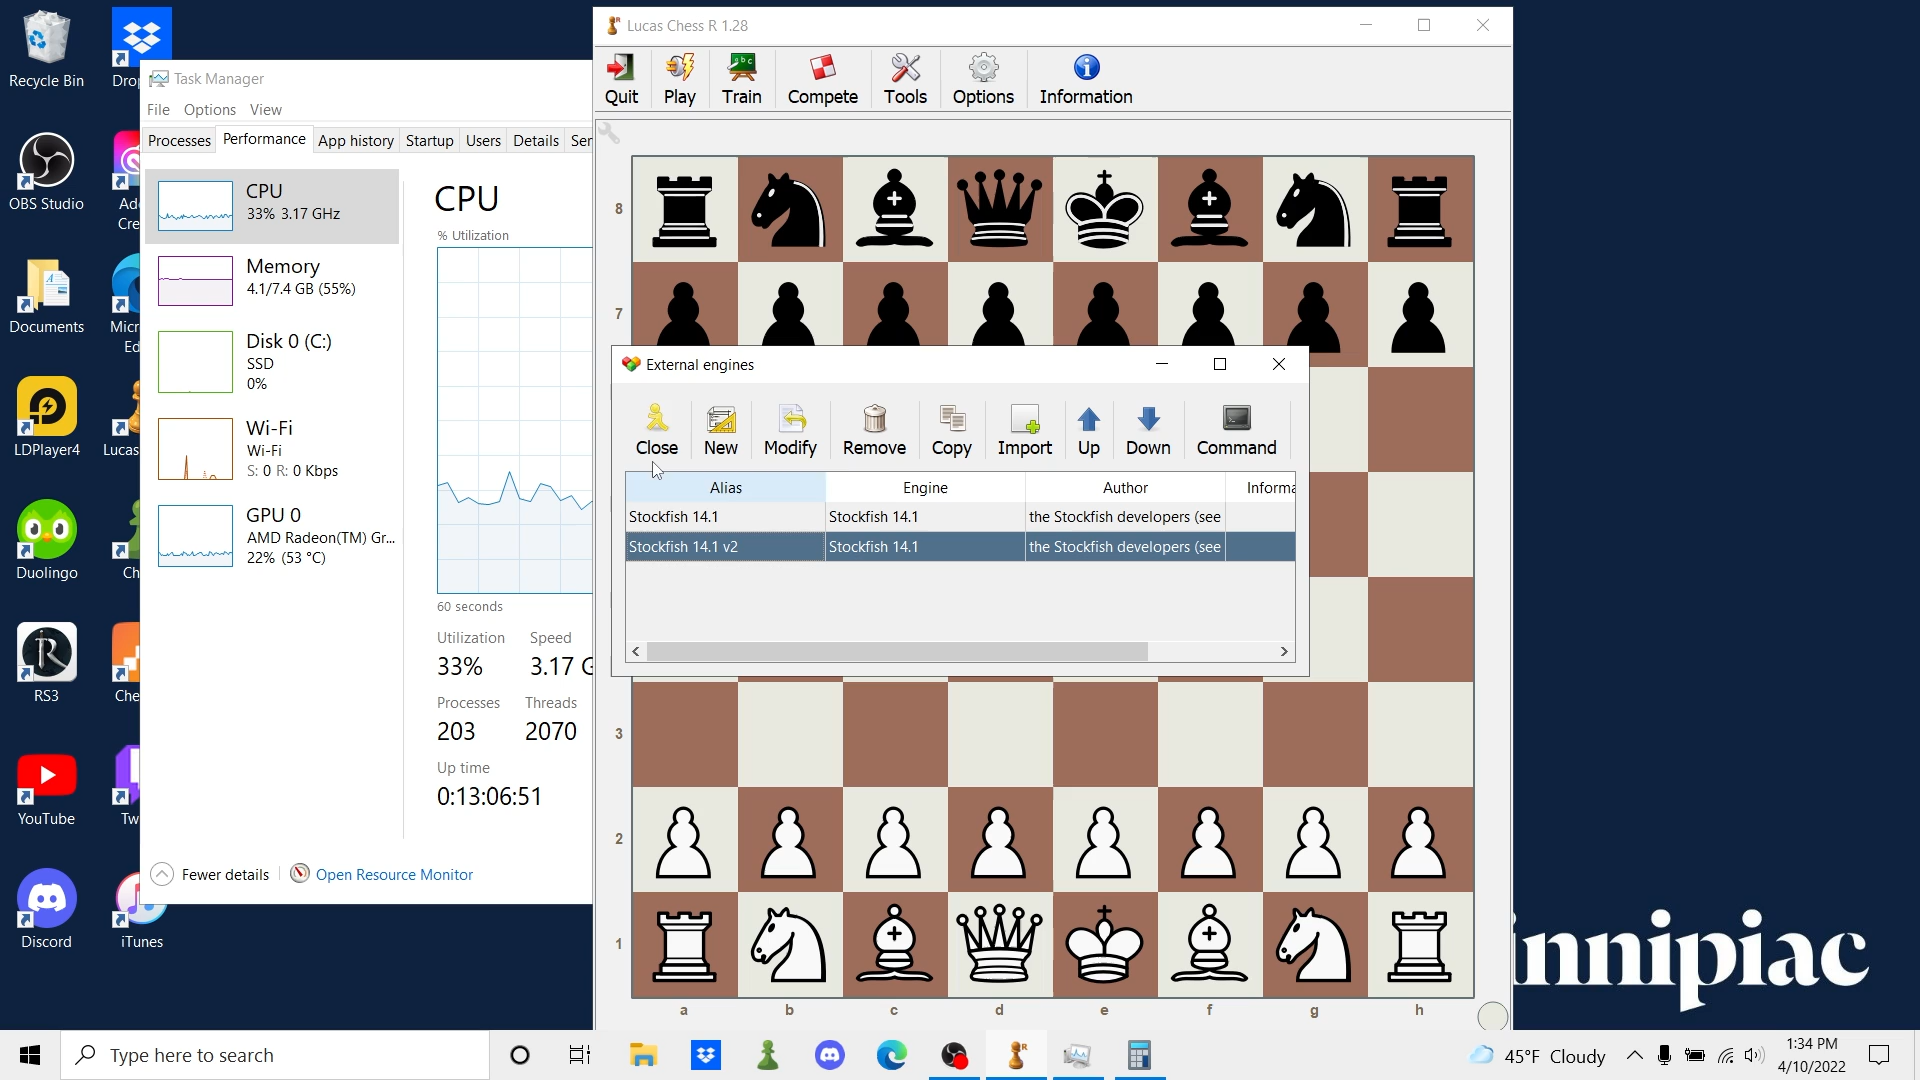 Recycle Bin
Drop
OBS Studio
Ado
Cre
Documents
Micr
Ed
LDPlayer4
Lucas
Duolingo
Ch
RS3
Che
YouTube
Tw
Discord
iTunes
Task Manager
File Options View
Processes Performance App history Startup Users Details Ser
CPU
33% 3.17 GHz
Memory
4.1/7.4 GB (55%)
Disk 0 (C:)
SSD
0%
Wi-Fi
Wi-Fi
S: 0 R: 0 Kbps
GPU 0
AMD Radeon(TM) Gr...
22% (53 °C)
CPU
% Utilization
60 seconds
Utilization Speed
33% 3.17 G
Processes Threads
203 2070
Up time
0:13:06:51
Fewer details
Open Resource Monitor
Lucas Chess R 1.28
Quit Play Train Compete Tools Options Information
8
7
External engines
Close New Modify Remove Copy Import Up Down Command
Alias Engine Author Informa
Stockfish 14.1 Stockfish 14.1 the Stockfish developers (see
Stockfish 14.1 v2 Stockfish 14.1 the Stockfish developers (see
3
2
1
a b c d e f g h
innipiac
Type here to search
45°F Cloudy
1:34 PM
4/10/2022